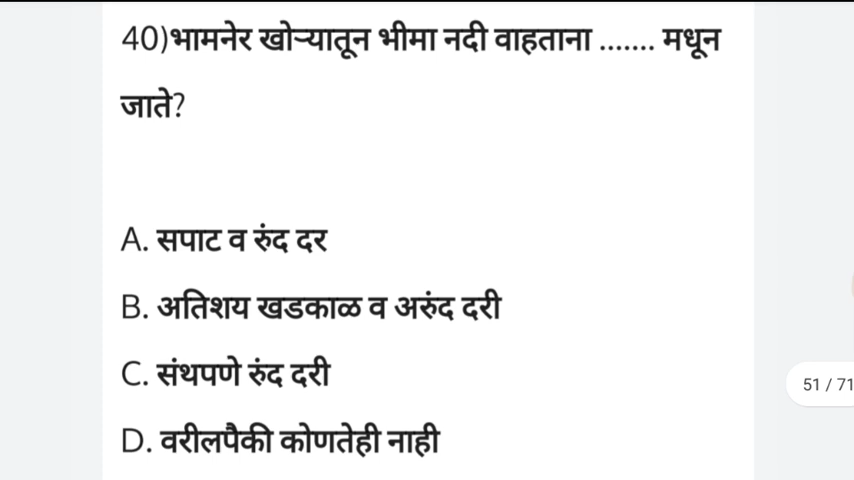 40)भामनेर खोऱ्यातून भीमा नदी वाहताना ....... मधून
जाते?
A. सपाट व रुंद दर
B. अतिशय खडकाळ व अरुंद दरी
C. संथपणे रुंद दरी
D. वरीलपैकी कोणतेही नाही
51 / 71